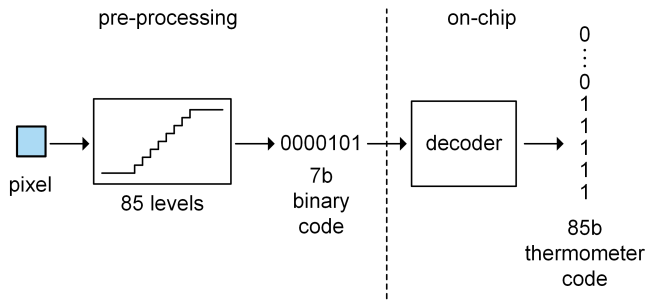 pre-processing
on-chip
pixel
85 levels
0000101
7b
binary
code
decoder
0
⋮
0
1
1
1
1
1
85b
thermometer
code